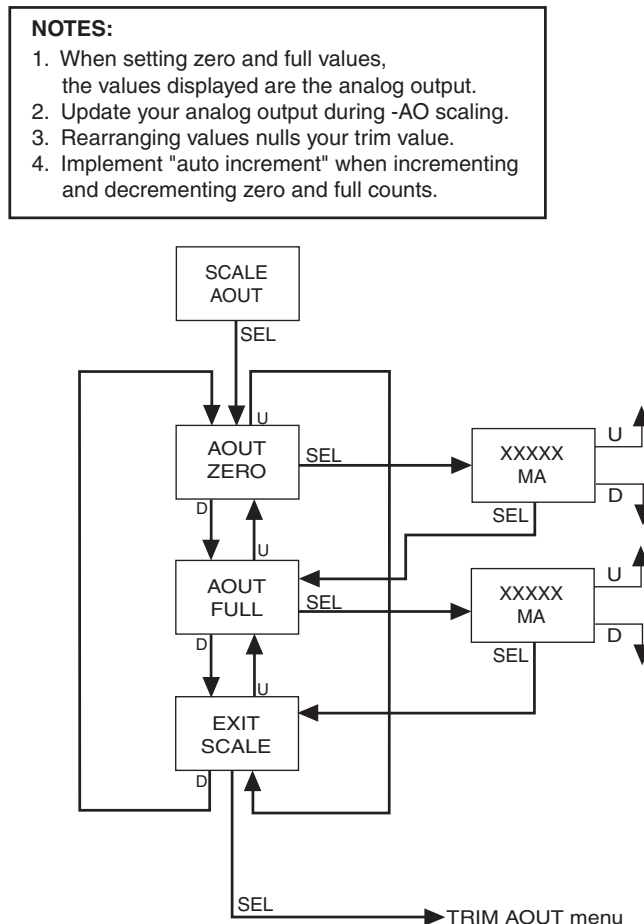 NOTES:
1. When setting zero and full values,
the values displayed are the analog output.
2. Update your analog output during -AO scaling.
3. Rearranging values nulls your trim value.
4. Implement "auto increment" when incrementing
and decrementing zero and full counts.
SCALE
AOUT
SEL
U
AOUT
ZERO
SEL
XXXXX
MA
U
D
SEL
D
U
AOUT
FULL
SEL
XXXXX
MA
U
D
SEL
D
U
EXIT
SCALE
D
SEL
TRIM AOUT menu